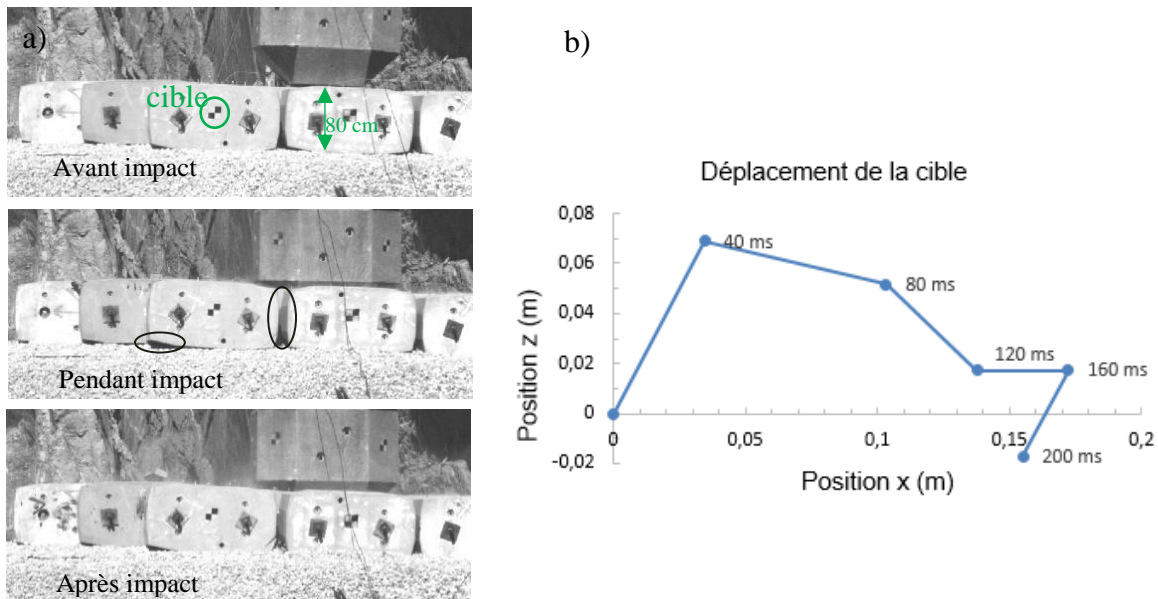 a)
cible
80 cm
Avant impact
Pendant impact
Après impact
b)
Déplacement de la cible
Position z (m)
0,08
0,06
0,04
0,02
0
-0,02
0
0,05
0,1
0,15
0,2
40 ms
80 ms
120 ms
160 ms
200 ms
Position x (m)